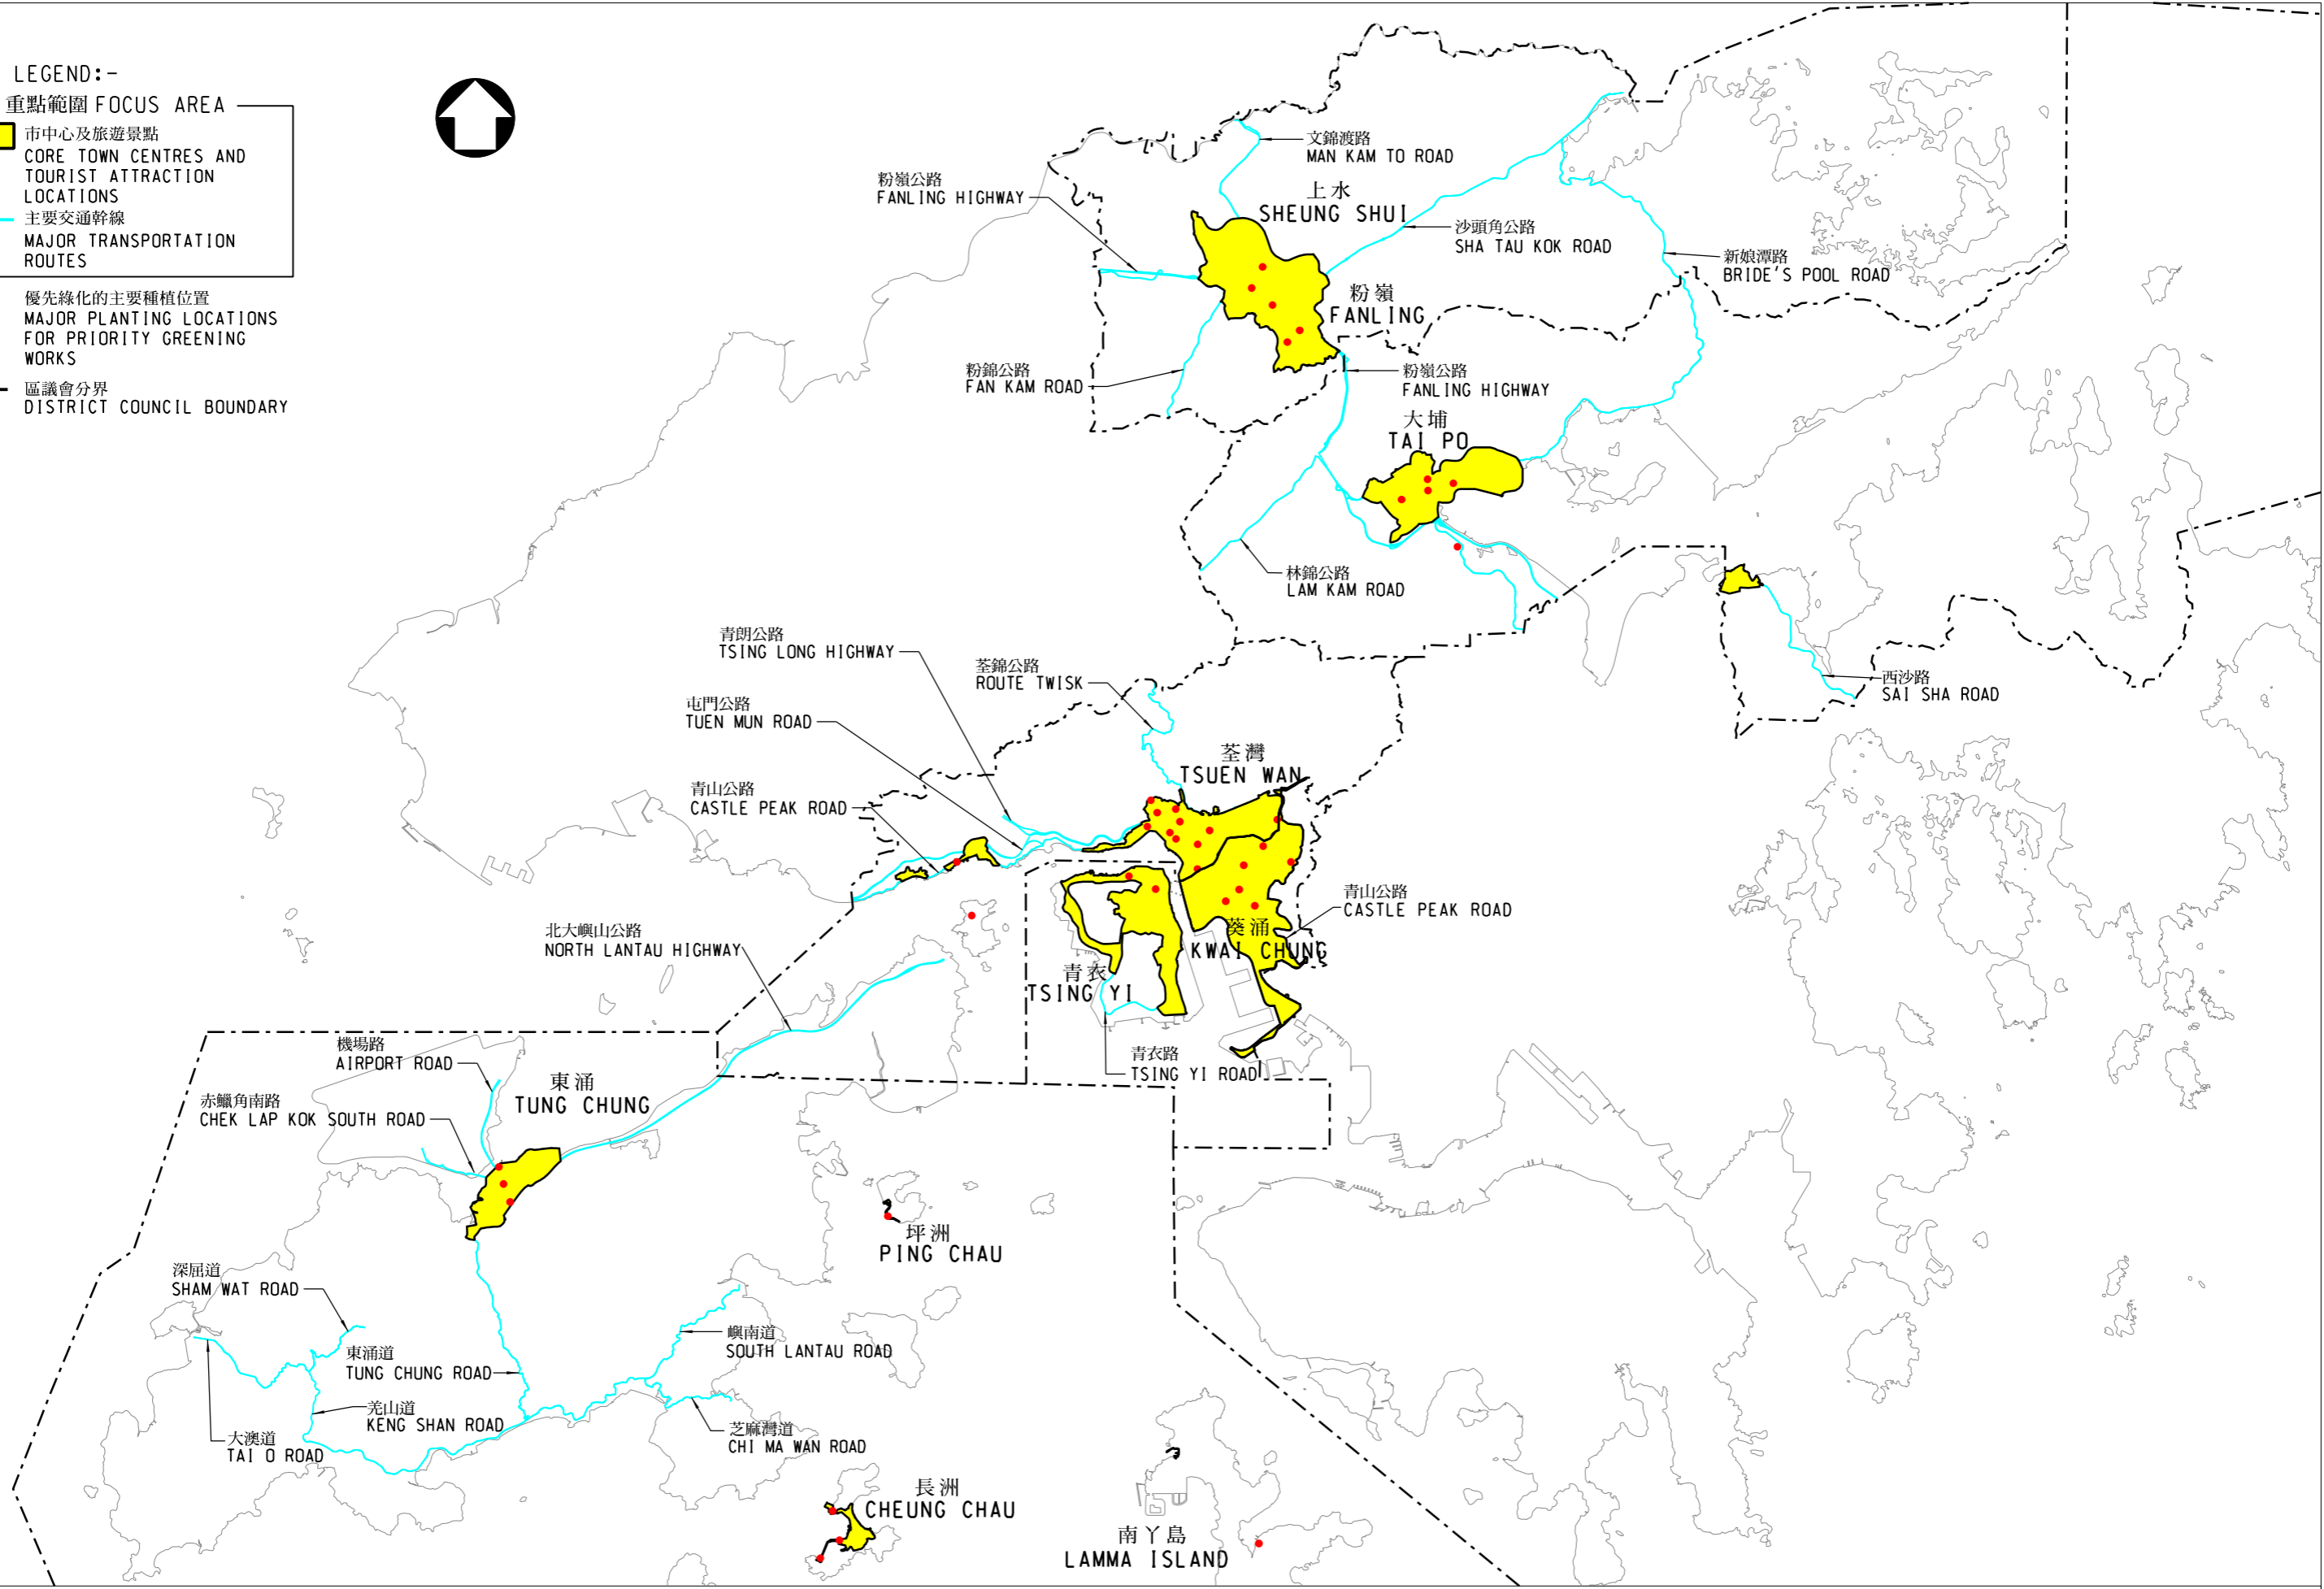 LEGEND:-
重點範圍 FOCUS AREA
市中心及旅遊景點
CORE TOWN CENTRES AND
TOURIST ATTRACTION
LOCATIONS
主要交通幹線
MAJOR TRANSPORTATION
ROUTES
優先綠化的主要種植位置
MAJOR PLANTING LOCATIONS
FOR PRIORITY GREENING
WORKS
區議會分界
DISTRICT COUNCIL BOUNDARY
文錦渡路
MAN KAM TO ROAD
粉嶺公路
FANLING HIGHWAY
上水
SHEUNG SHUI
沙頭角公路
SHA TAU KOK ROAD
新娘潭路
BRIDE'S POOL ROAD
粉嶺
FANLING
粉錦公路
FAN KAM ROAD
粉嶺公路
FANLING HIGHWAY
大埔
TAI PO
林錦公路
LAM KAM ROAD
青朗公路
TSING LONG HIGHWAY
荃錦公路
ROUTE TWISK
西沙路
SAI SHA ROAD
屯門公路
TUEN MUN ROAD
荃灣
TSUEN WAN
青山公路
CASTLE PEAK ROAD
青山公路
CASTLE PEAK ROAD
北大嶼山公路
NORTH LANTAU HIGHWAY
葵涌
KWAI CHUNG
青衣
TSING YI
機場路
AIRPORT ROAD
青衣路
TSING YI ROAD
東涌
TUNG CHUNG
赤鱲角南路
CHEK LAP KOK SOUTH ROAD
坪洲
PING CHAU
深屈道
SHAM WAT ROAD
嶼南道
SOUTH LANTAU ROAD
東涌道
TUNG CHUNG ROAD
羌山道
KENG SHAN ROAD
大澳道
TAI O ROAD
芝麻灣道
CHI MA WAN ROAD
長洲
CHEUNG CHAU
南丫島
LAMMA ISLAND